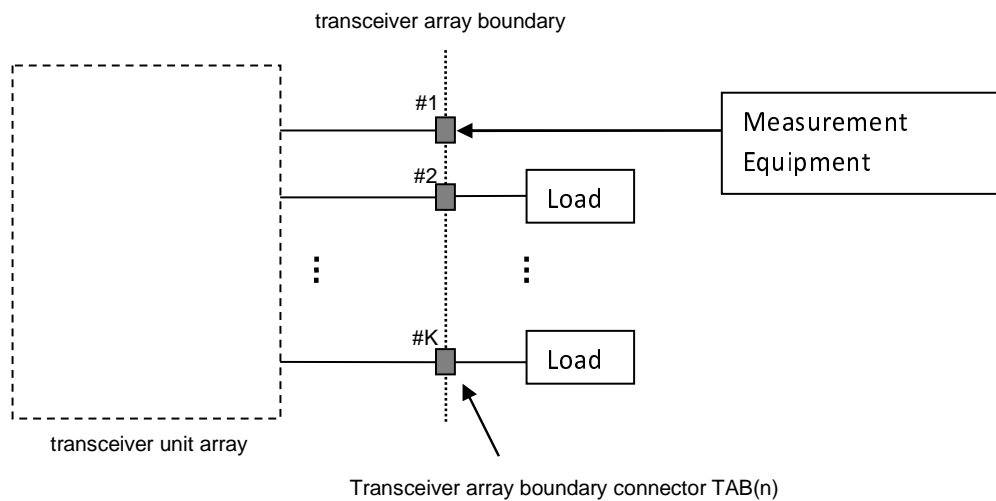 transceiver array boundary
#1
Measurement
Equipment
#2
Load
#K
Load
transceiver unit array
Transceiver array boundary connector TAB(n)